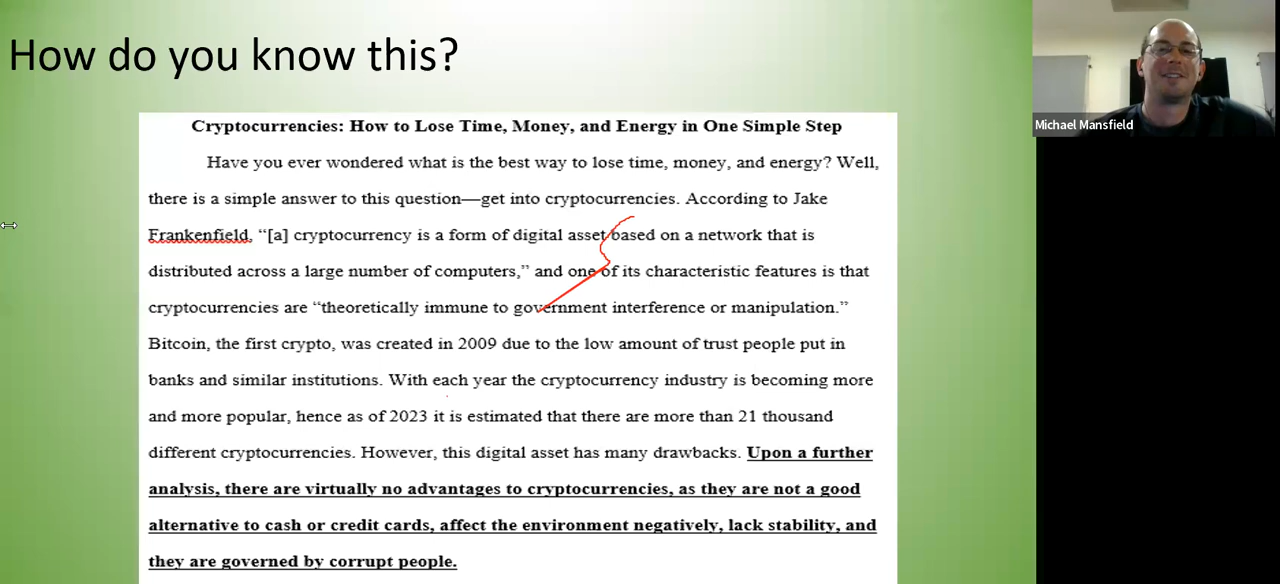 How do you know this?
Michael Mansfield
Cryptocurrencies: How to Lose Time, Money, and Energy in One Simple Step
Have you ever wondered what is the best way to lose time, money, and energy? Well,
there is a simple answer to this question—get into cryptocurrencies. According to Jake
Frankenfield, “[a] cryptocurrency is a form of digital asset based on a network that is
distributed across a large number of computers,” and one of its characteristic features is that
cryptocurrencies are “theoretically immune to government interference or manipulation.”
Bitcoin, the first crypto, was created in 2009 due to the low amount of trust people put in
banks and similar institutions. With each year the cryptocurrency industry is becoming more
and more popular, hence as of 2023 it is estimated that there are more than 21 thousand
different cryptocurrencies. However, this digital asset has many drawbacks. Upon a further
analysis, there are virtually no advantages to cryptocurrencies, as they are not a good
alternative to cash or credit cards, affect the environment negatively, lack stability, and
they are governed by corrupt people.